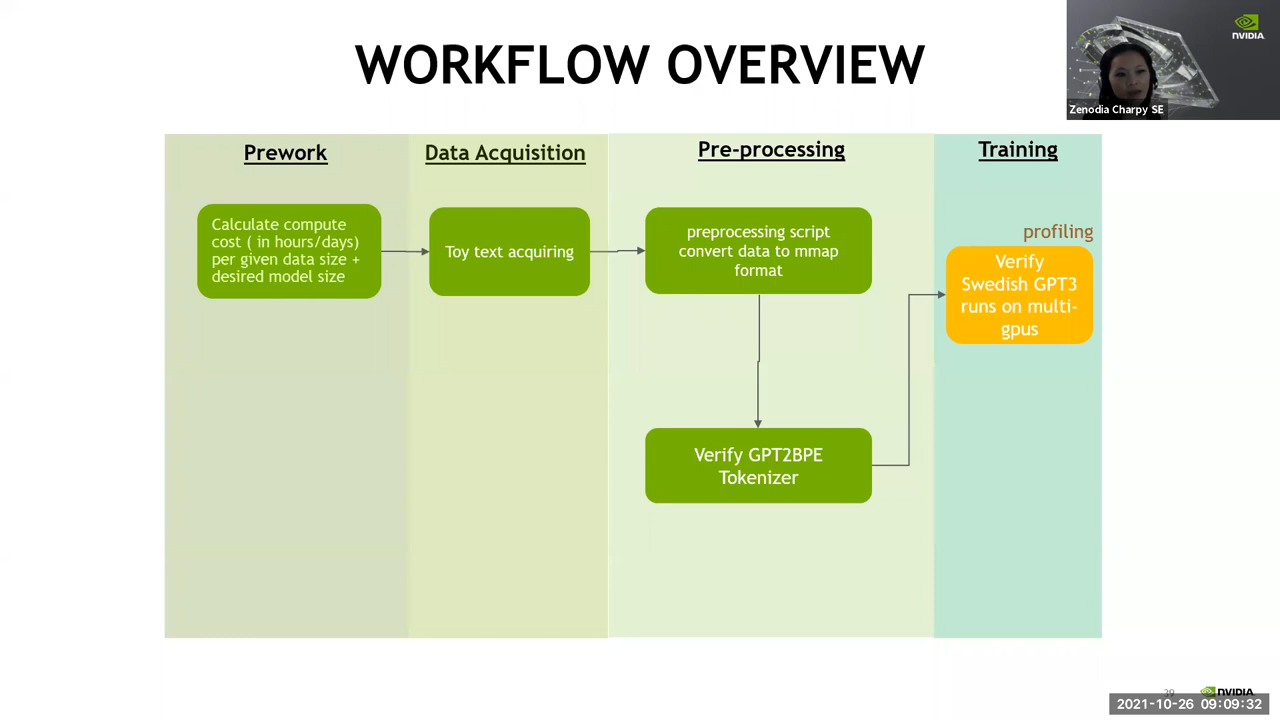 WORKFLOW OVERVIEW
NVIDIA.
Zenodia Charpy SE
Prework
Data Acquisition
Pre-processing
Training
Calculate compute
cost ( in hours/days)
per given data size +
desired model size
Toy text acquiring
preprocessing script
convert data to mmap
format
profiling
Verify
Swedish GPT3
runs on multi-
gpus
Verify GPT2BPE
Tokenizer
39
NVIDIA.
2021-10-26 09:09:32